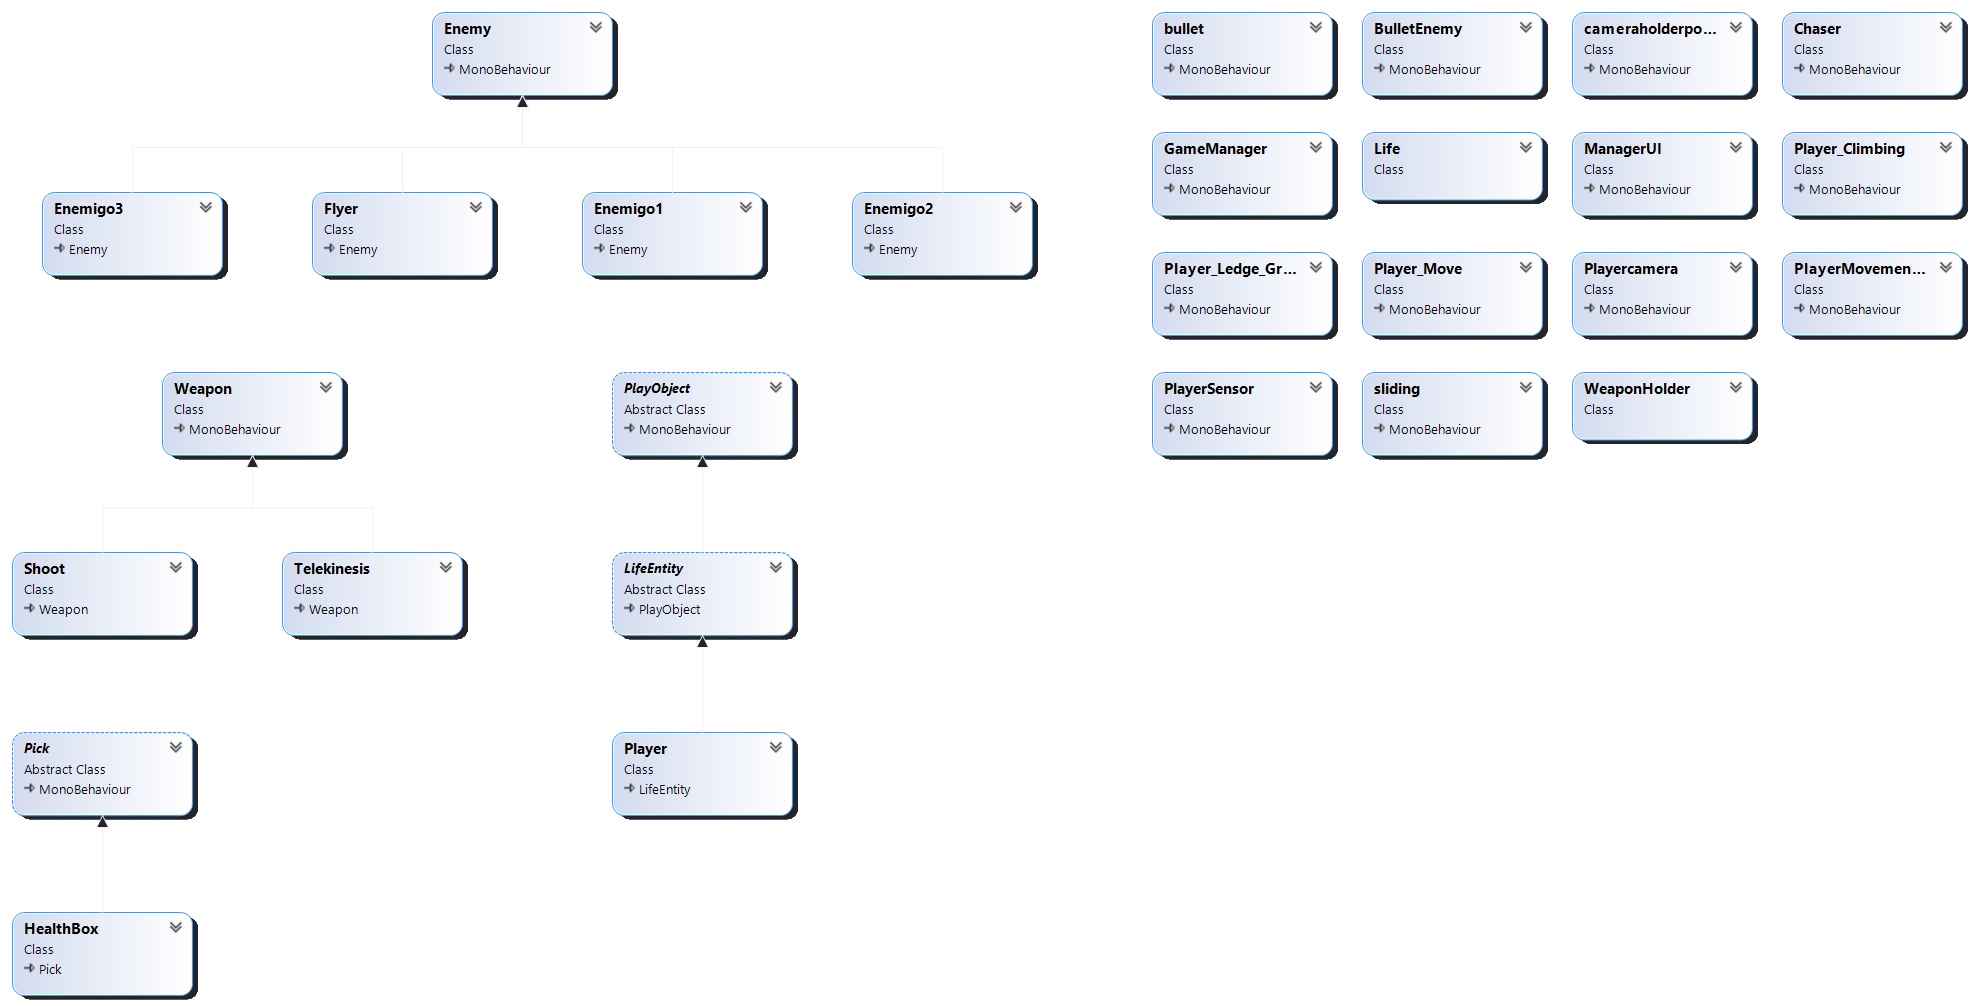 Enemy
Class
MonoBehaviour
Enemigo3
Class
Enemy
Flyer
Class
Enemy
Enemigo1
Class
Enemy
Enemigo2
Class
Enemy
Weapon
Class
MonoBehaviour
PlayObject
Abstract Class
MonoBehaviour
Shoot
Class
Weapon
Telekinesis
Class
Weapon
LifeEntity
Abstract Class
PlayObject
Pick
Abstract Class
MonoBehaviour
Player
Class
LifeEntity
HealthBox
Class
Pick
bullet
Class
MonoBehaviour
BulletEnemy
Class
MonoBehaviour
cameraholderpo...
Class
MonoBehaviour
Chaser
Class
MonoBehaviour
GameManager
Class
MonoBehaviour
Life
Class
ManagerUI
Class
MonoBehaviour
Player_Climbing
Class
MonoBehaviour
Player_Ledge_Gr...
Class
MonoBehaviour
Player_Move
Class
MonoBehaviour
Playercamera
Class
MonoBehaviour
PlayerMovemen...
Class
MonoBehaviour
PlayerSensor
Class
MonoBehaviour
sliding
Class
MonoBehaviour
WeaponHolder
Class